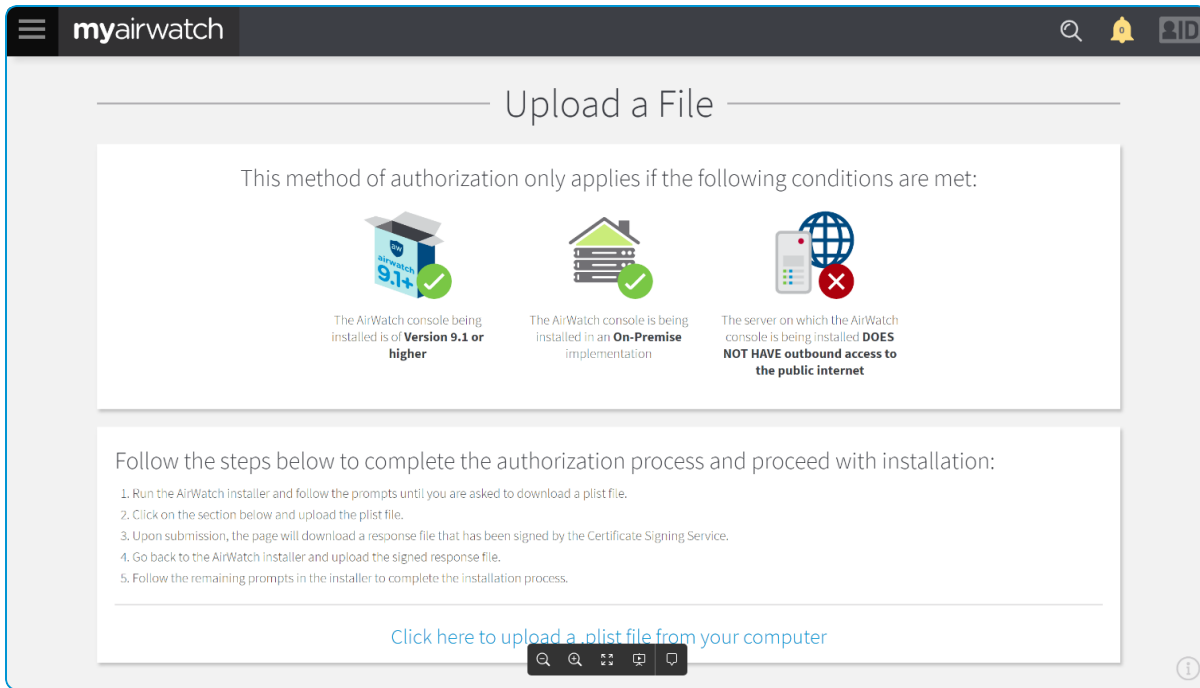 myairwatch
0
ID
Upload a File
This method of authorization only applies if the following conditions are met:
aw
airwatch
9.1+
The AirWatch console being
installed is of Version 9.1 or
higher
The AirWatch console is being
installed in an On-Premise
implementation
The server on which the AirWatch
console is being installed DOES
NOT HAVE outbound access to
the public internet
Follow the steps below to complete the authorization process and proceed with installation:
1. Run the AirWatch installer and follow the prompts until you are asked to download a plist file.
2. Click on the section below and upload the plist file.
3. Upon submission, the page will download a response file that has been signed by the Certificate Signing Service.
4. Go back to the AirWatch installer and upload the signed response file.
5. Follow the remaining prompts in the installer to complete the installation process.
Click here to upload a .plist file from your computer